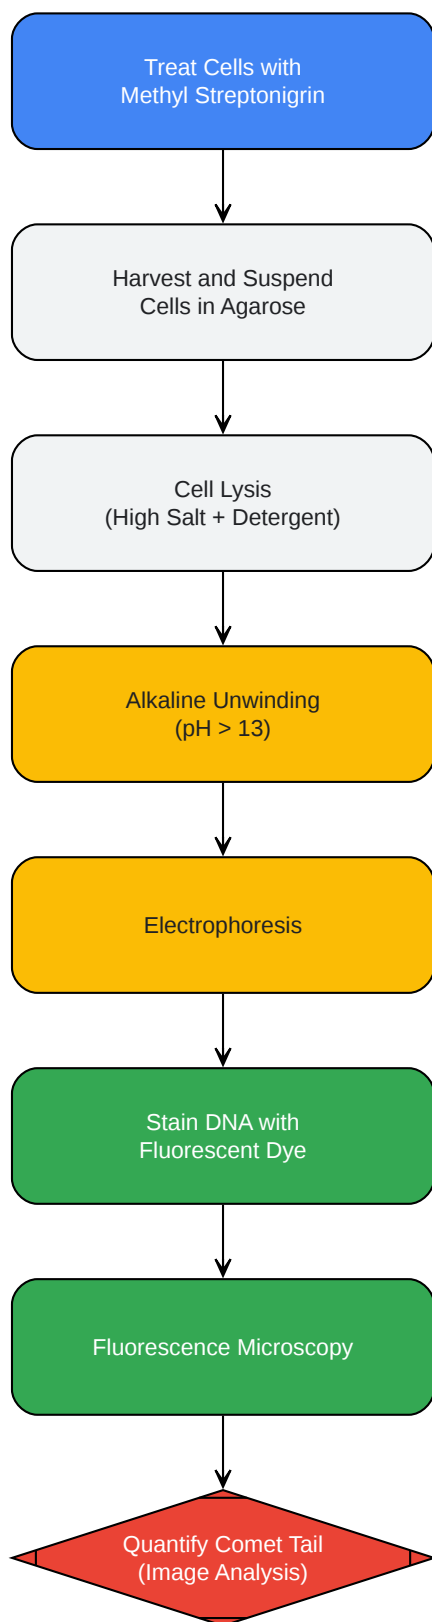 Treat Cells with
Methyl Streptonigrin
Harvest and Suspend
Cells in Agarose
Cell Lysis
(High Salt + Detergent)
Alkaline Unwinding
(pH > 13)
Electrophoresis
Stain DNA with
Fluorescent Dye
Fluorescence Microscopy
Quantify Comet Tail
(Image Analysis)